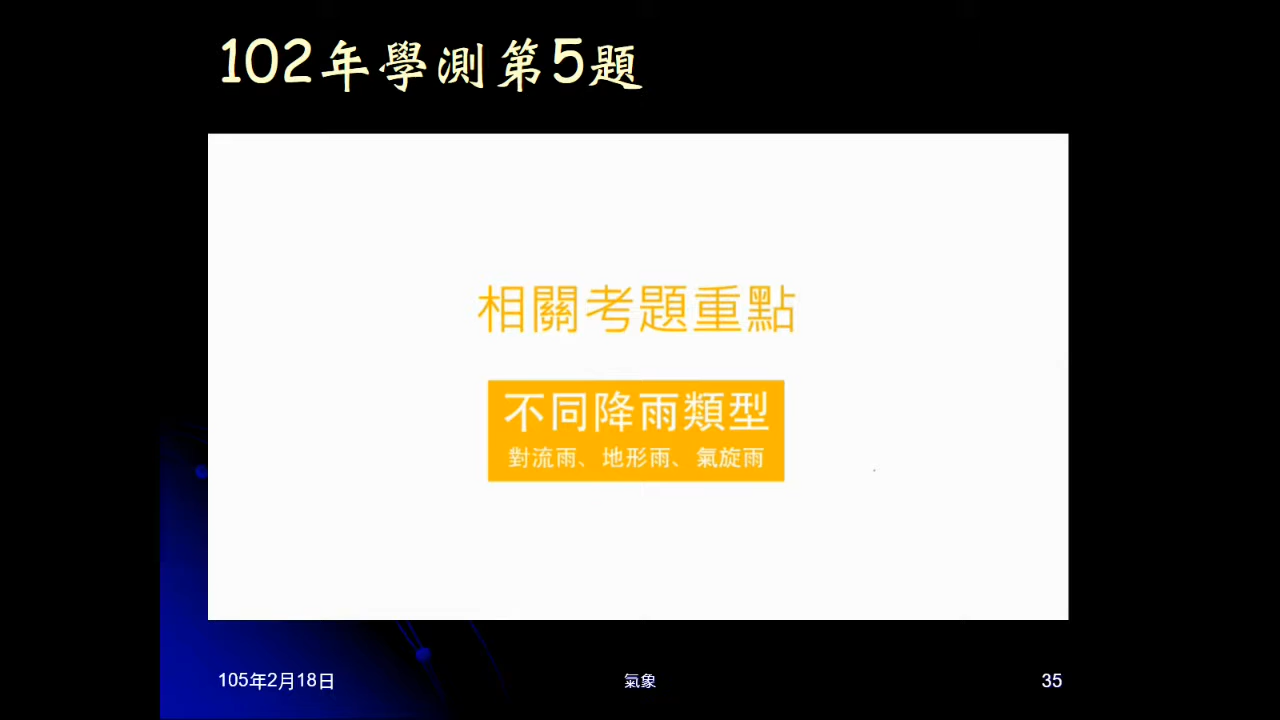 102年學測第5題
相關考題重點
不同降雨類型
對流雨、地形雨、氣旋雨
105年2月18日
氣象
35